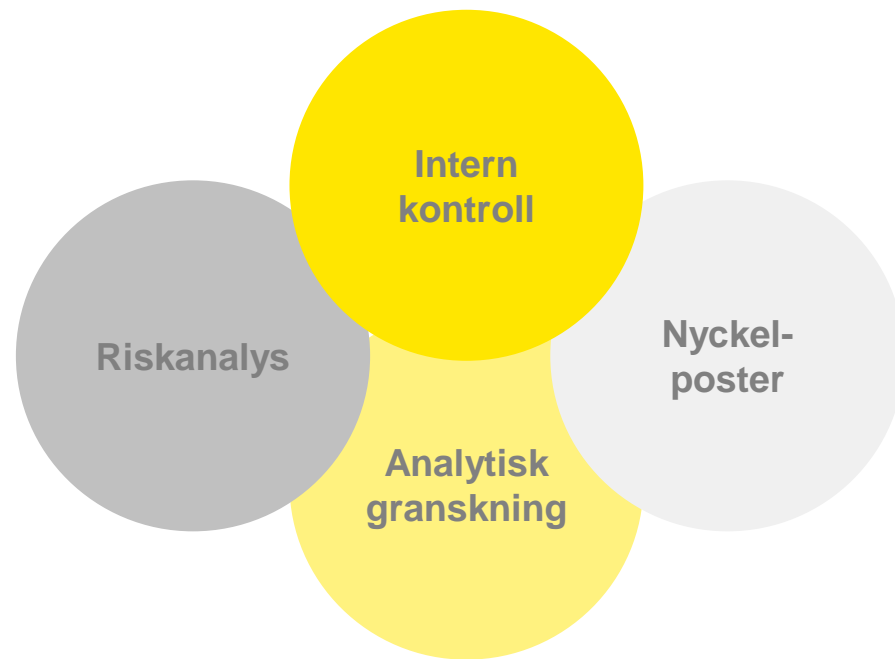 Intern
kontroll
Riskanalys
Nyckel-
poster
Analytisk
granskning